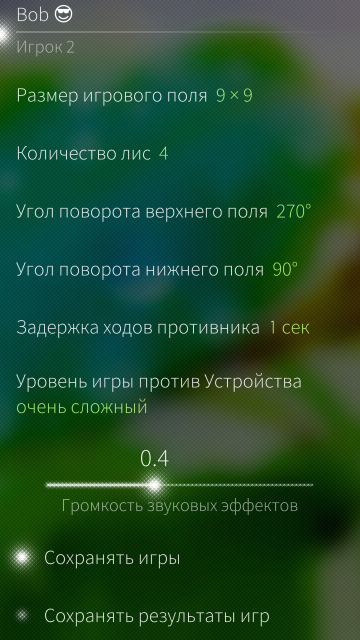 Bob 😎
Игрок 2
Размер игрового поля 9 × 9
Количество лис 4
Угол поворота верхнего поля 270°
Угол поворота нижнего поля 90°
Задержка ходов противника 1 сек
Уровень игры против Устройства
очень сложный
0.4
Громкость звуковых эффектов
Сохранять игры
Сохранять результаты игр